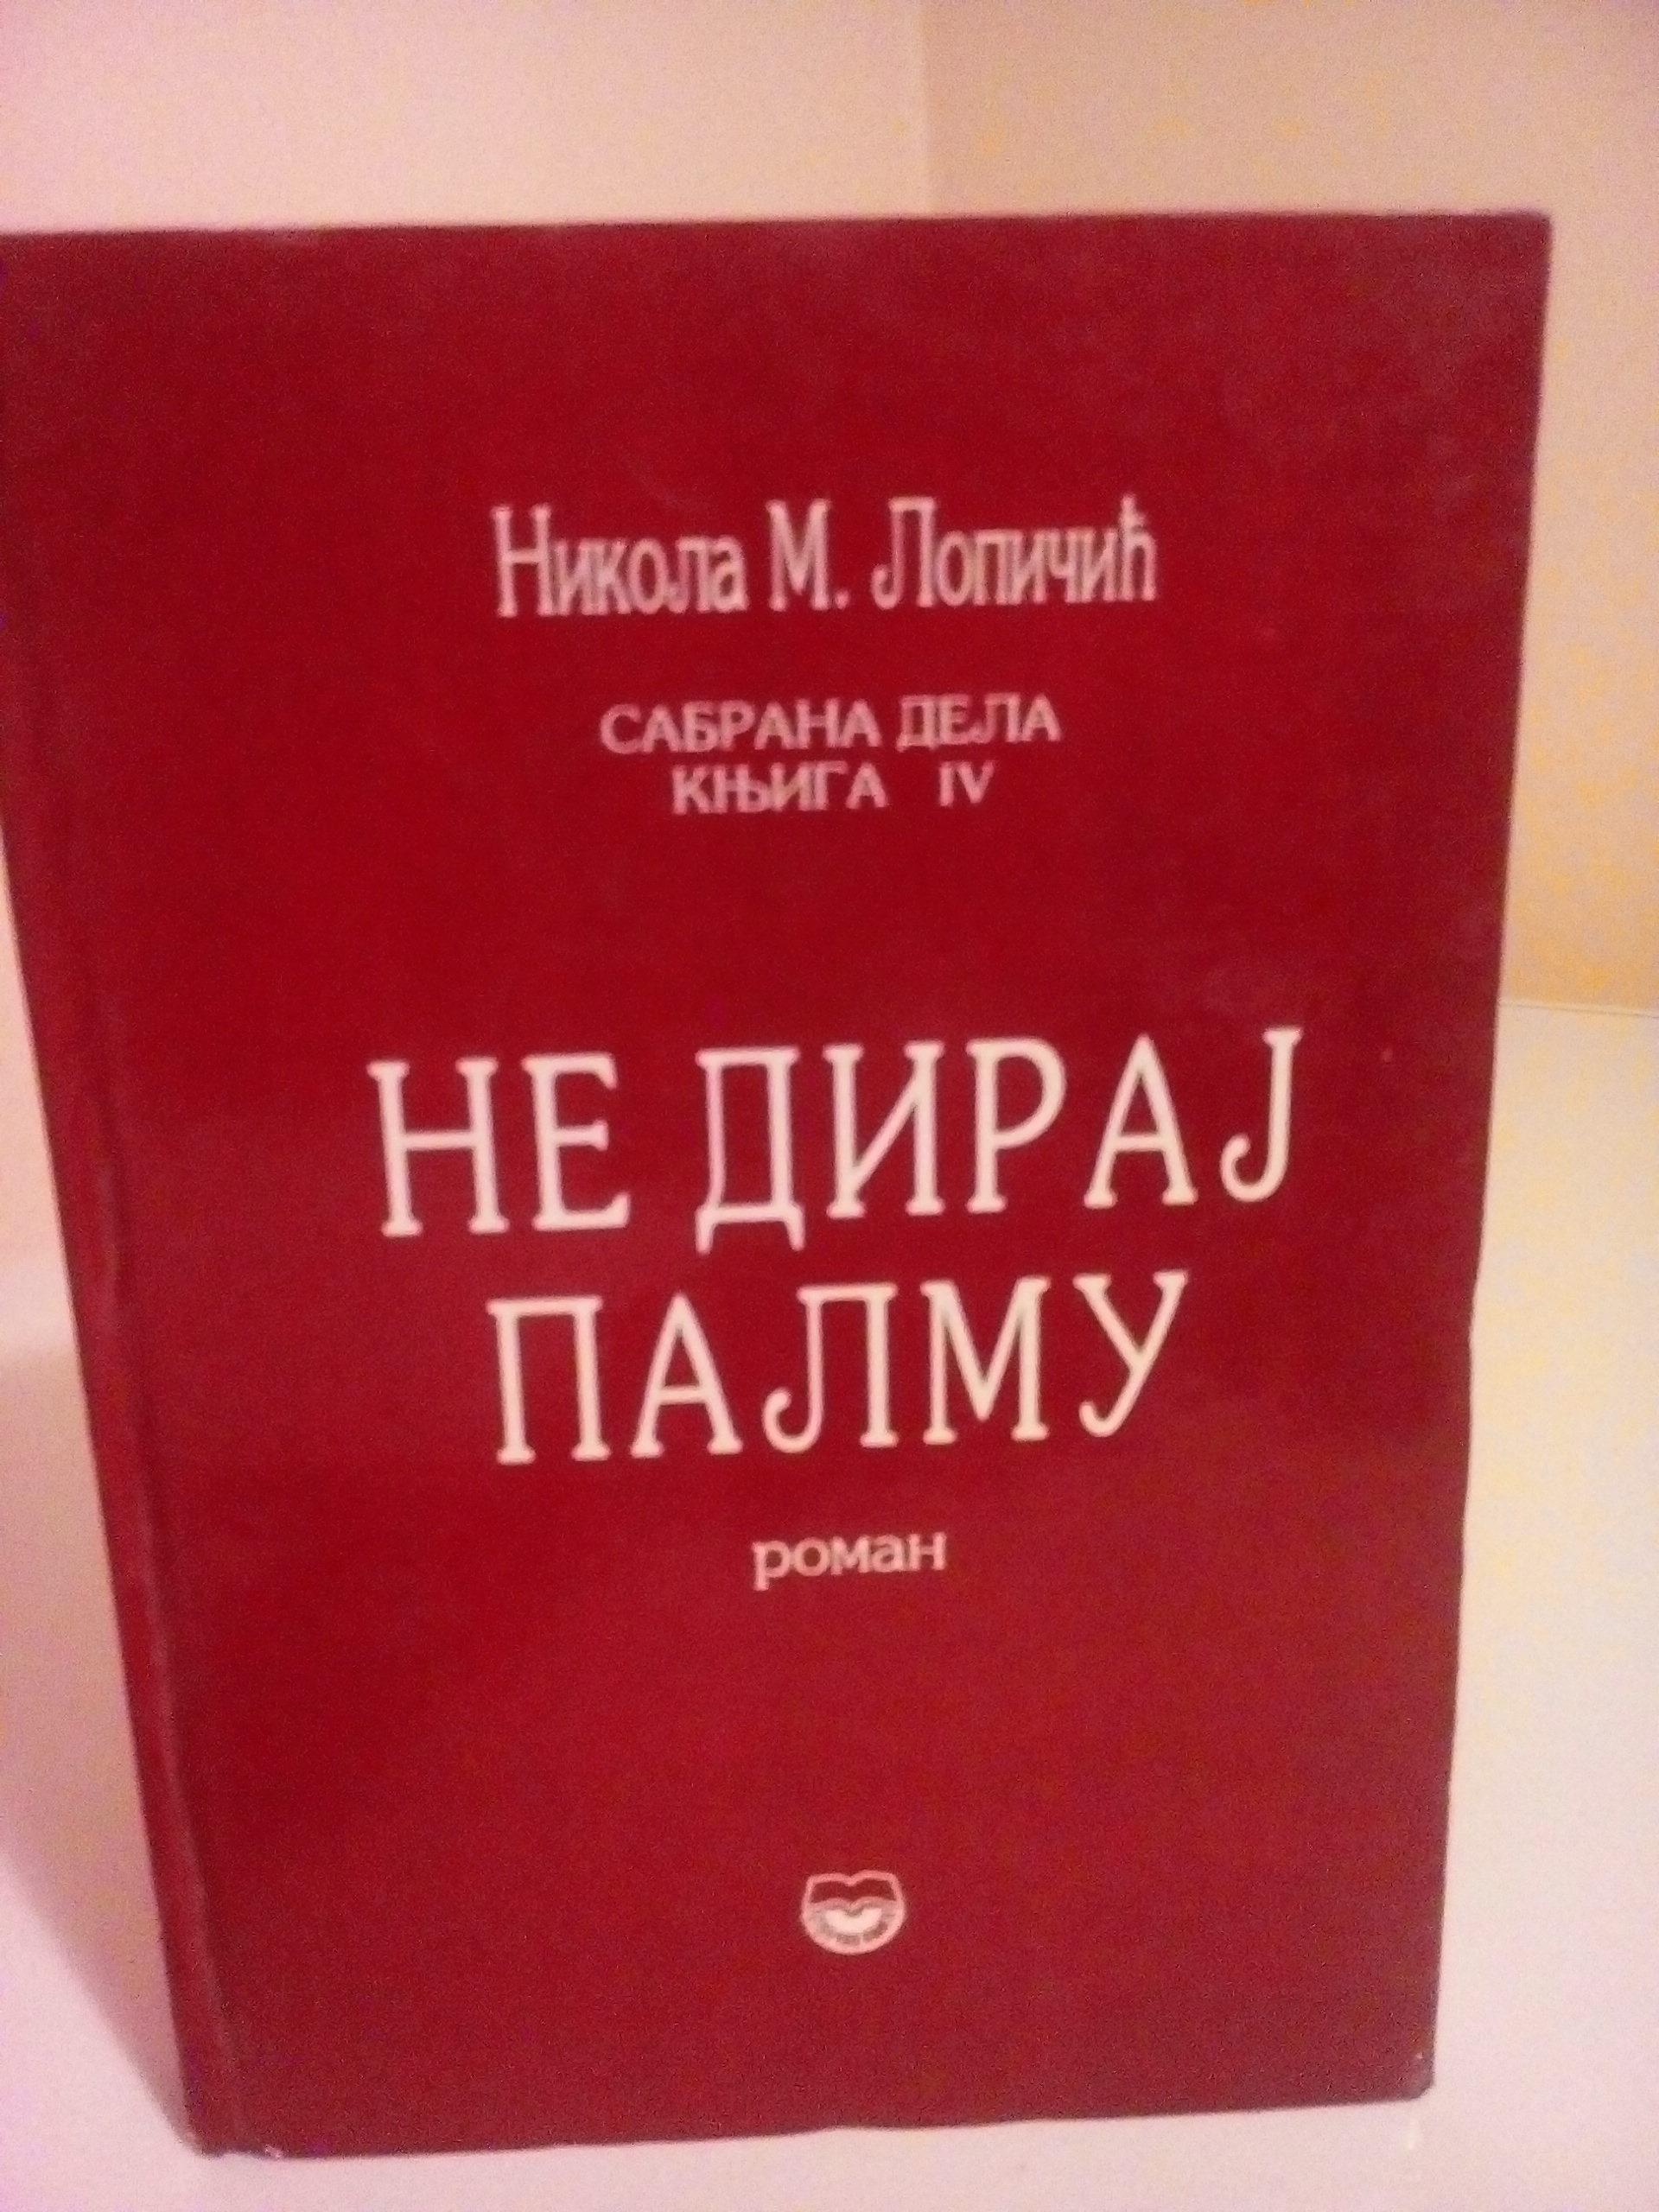 Никола М. Лопичић
САБРАНА ДЕЛА
КЊИГА IV
НЕ ДИРАЈ
ПАЛМУ
роман